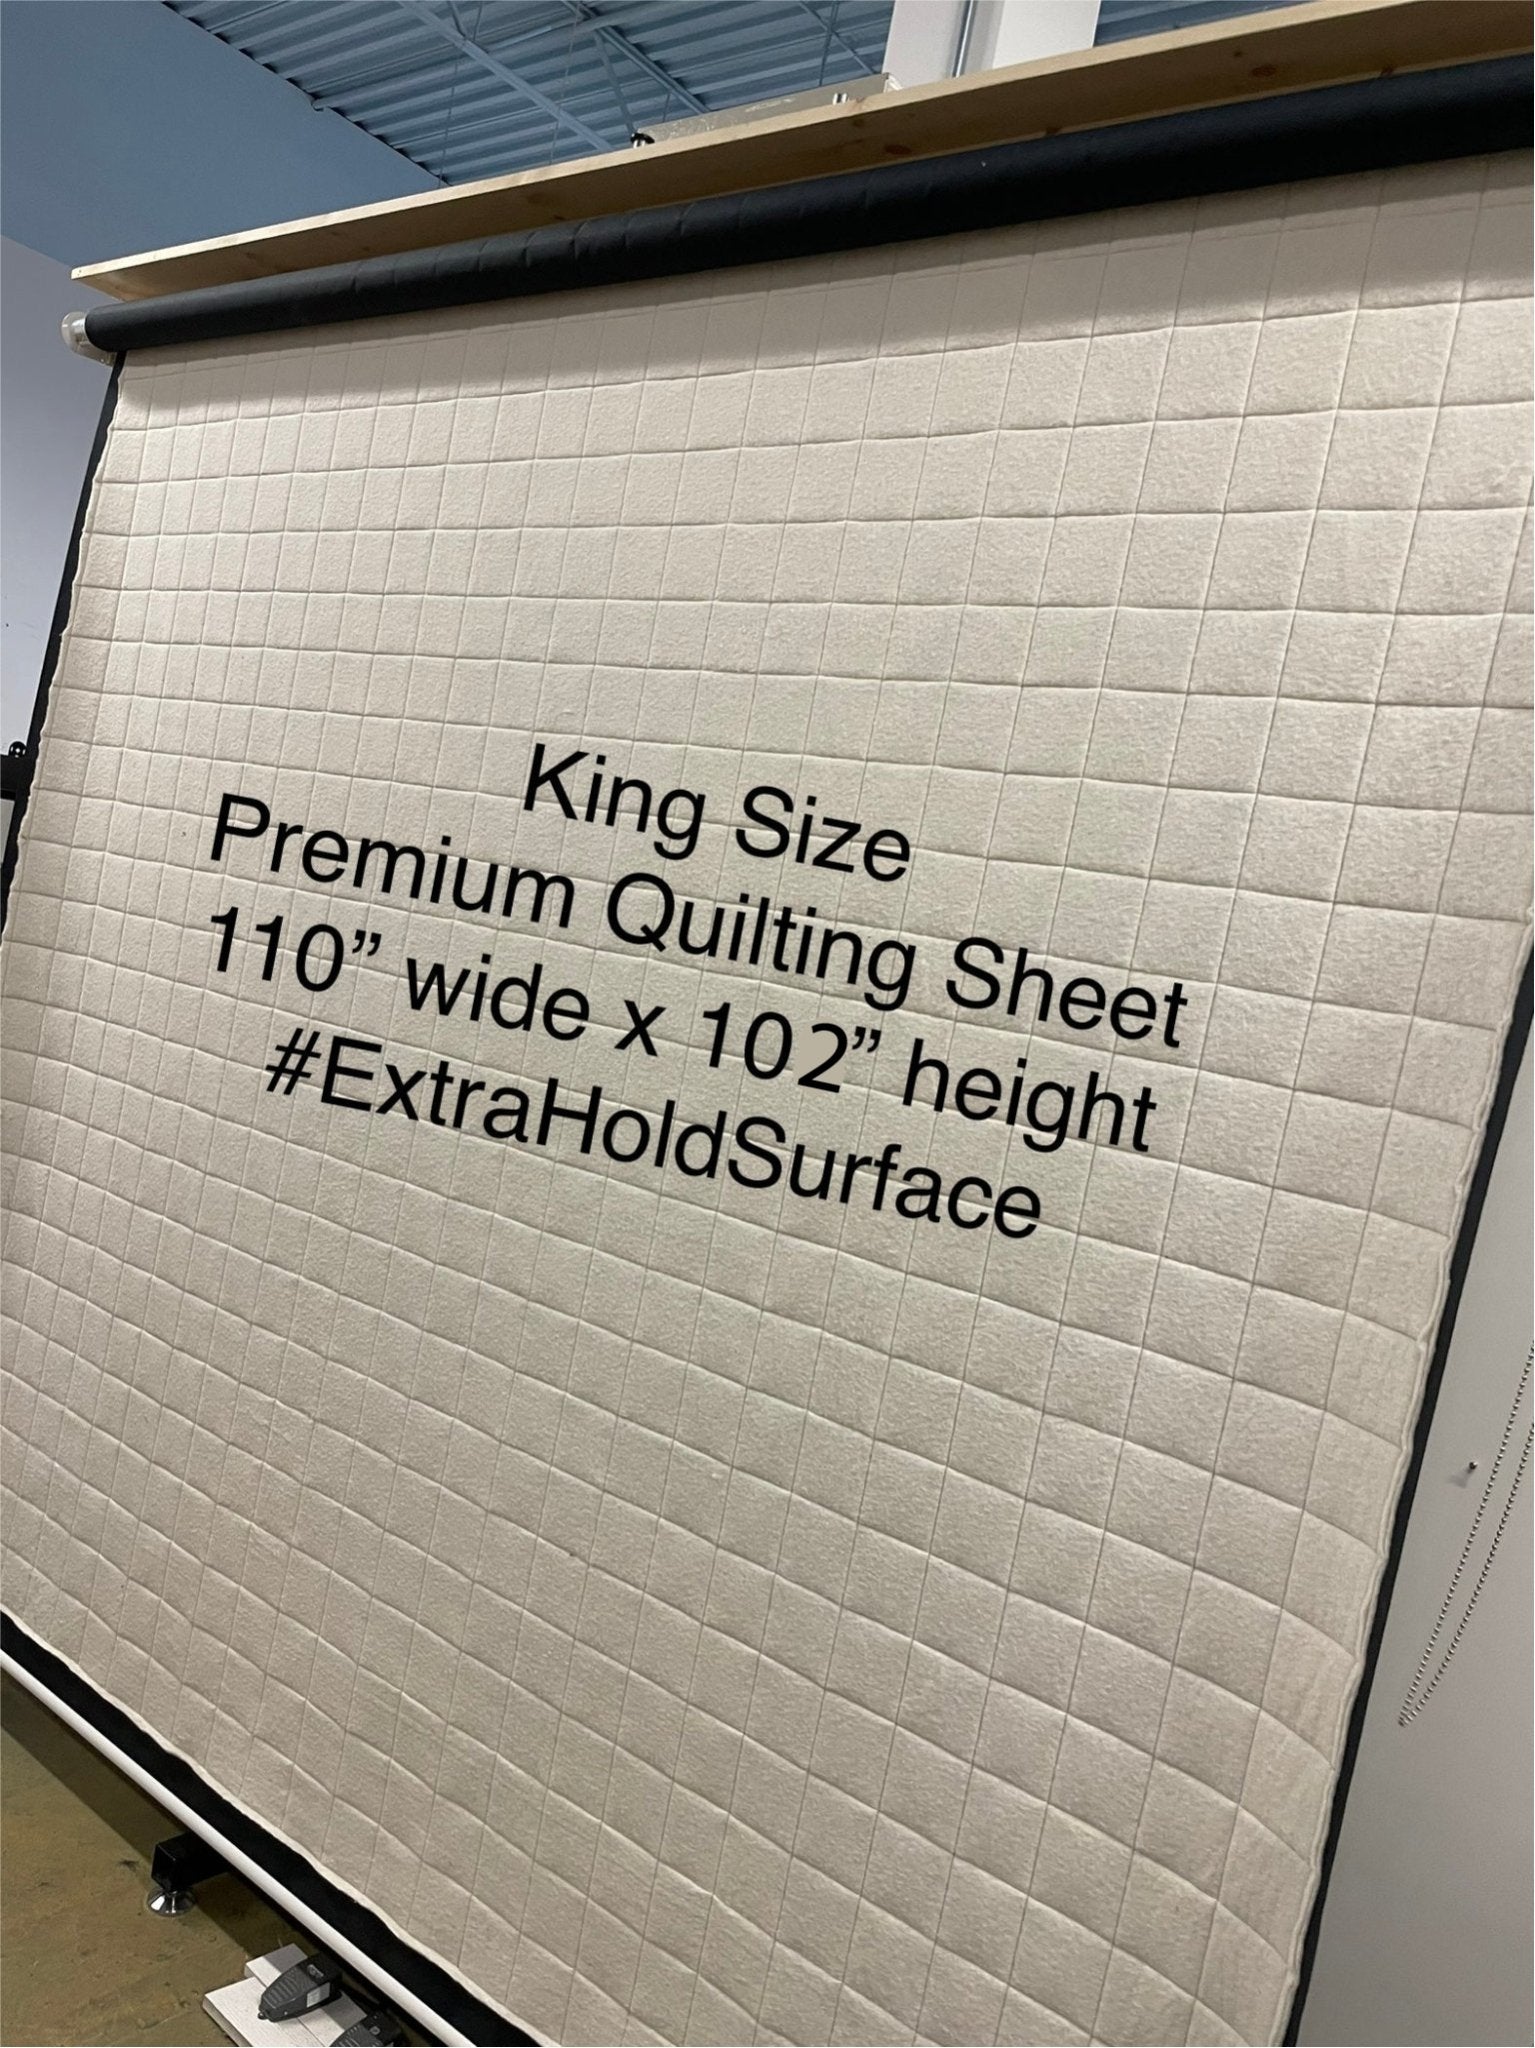 King Size
Premium Quilting Sheet
110” wide x 102” height
#ExtraHoldSurface